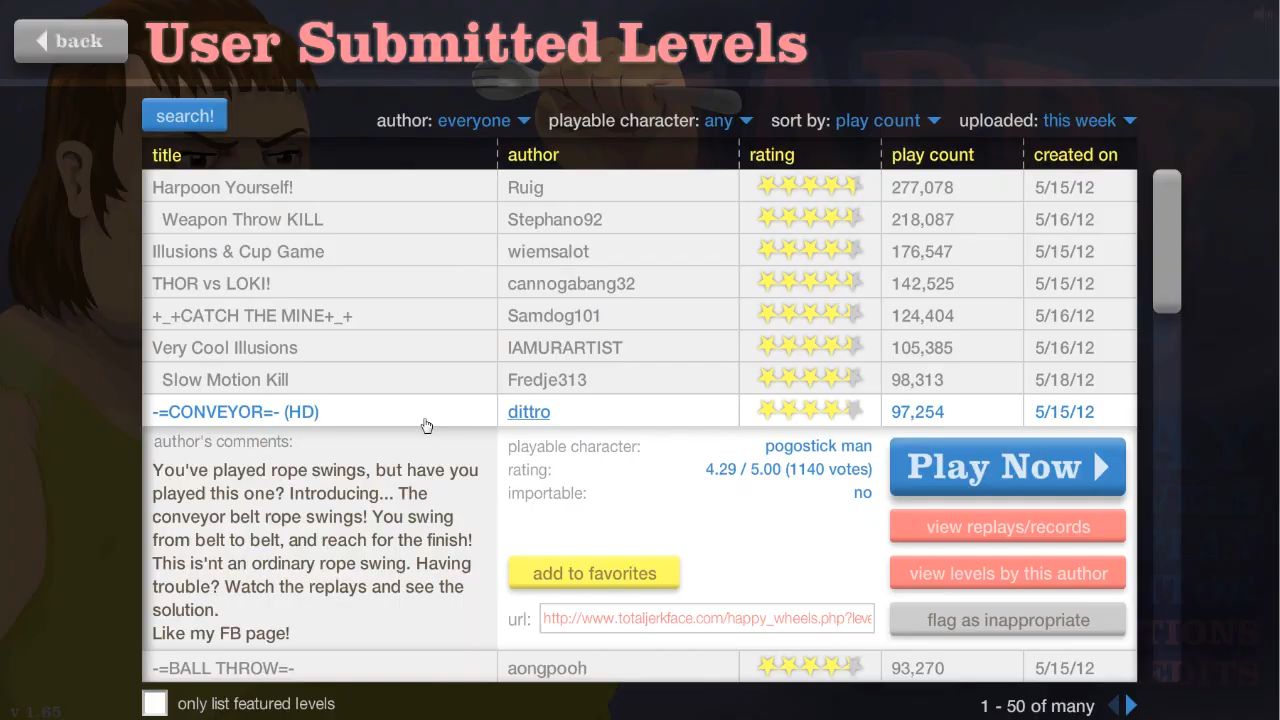 back
User Submitted Levels
search!
author: everyone playable character: any sort by: play count uploaded: this week
title author rating play count created on
Harpoon Yourself! Ruig 277,078 5/15/12
Weapon Throw KILL Stephano92 218,087 5/16/12
Illusions & Cup Game wiemsalot 176,547 5/15/12
THOR vs LOKI! cannogabang32 142,525 5/15/12
+_+CATCH THE MINE+_+ Samdog101 124,404 5/16/12
Very Cool Illusions IAMURARTIST 105,385 5/16/12
Slow Motion Kill Fredje313 98,313 5/18/12
-=CONVEYOR=- (HD) dittro 97,254 5/15/12
author's comments:
You've played rope swings, but have you
played this one? Introducing... The
conveyor belt rope swings! You swing
from belt to belt, and reach for the finish!
This is'nt an ordinary rope swing. Having
trouble? Watch the replays and see the
solution.
Like my FB page!
playable character: pogostick man
rating: 4.29 / 5.00 (1140 votes)
importable: no
add to favorites
url: http://www.totaljerkface.com/happy_wheels.php?leve
Play Now
view replays/records
view levels by this author
flag as inappropriate
-=BALL THROW=- aongpooh 93,270 5/15/12
only list featured levels
1 - 50 of many
v 1.65